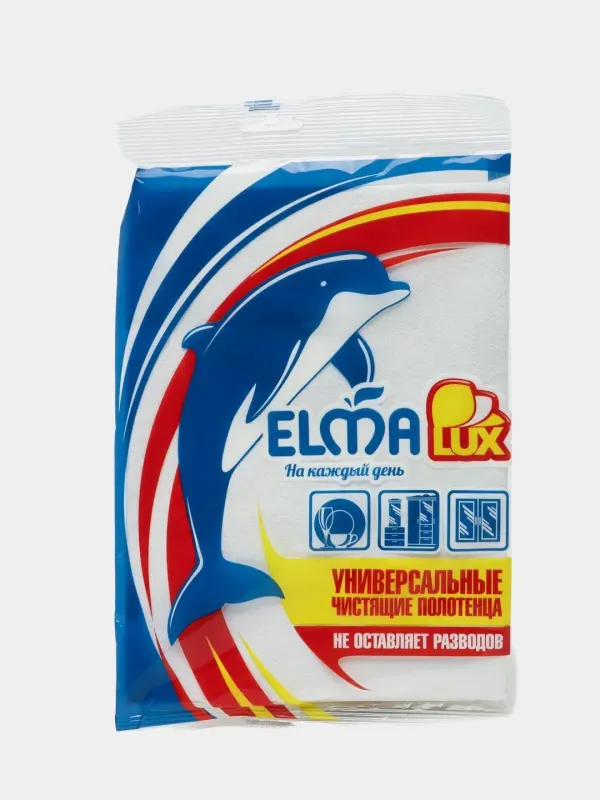 ELMA LUX
На каждый день
УНИВЕРСАЛЬНЫЕ
ЧИСТЯЩИЕ ПОЛОТЕНЦА
НЕ ОСТАВЛЯЕТ РАЗВОДОВ